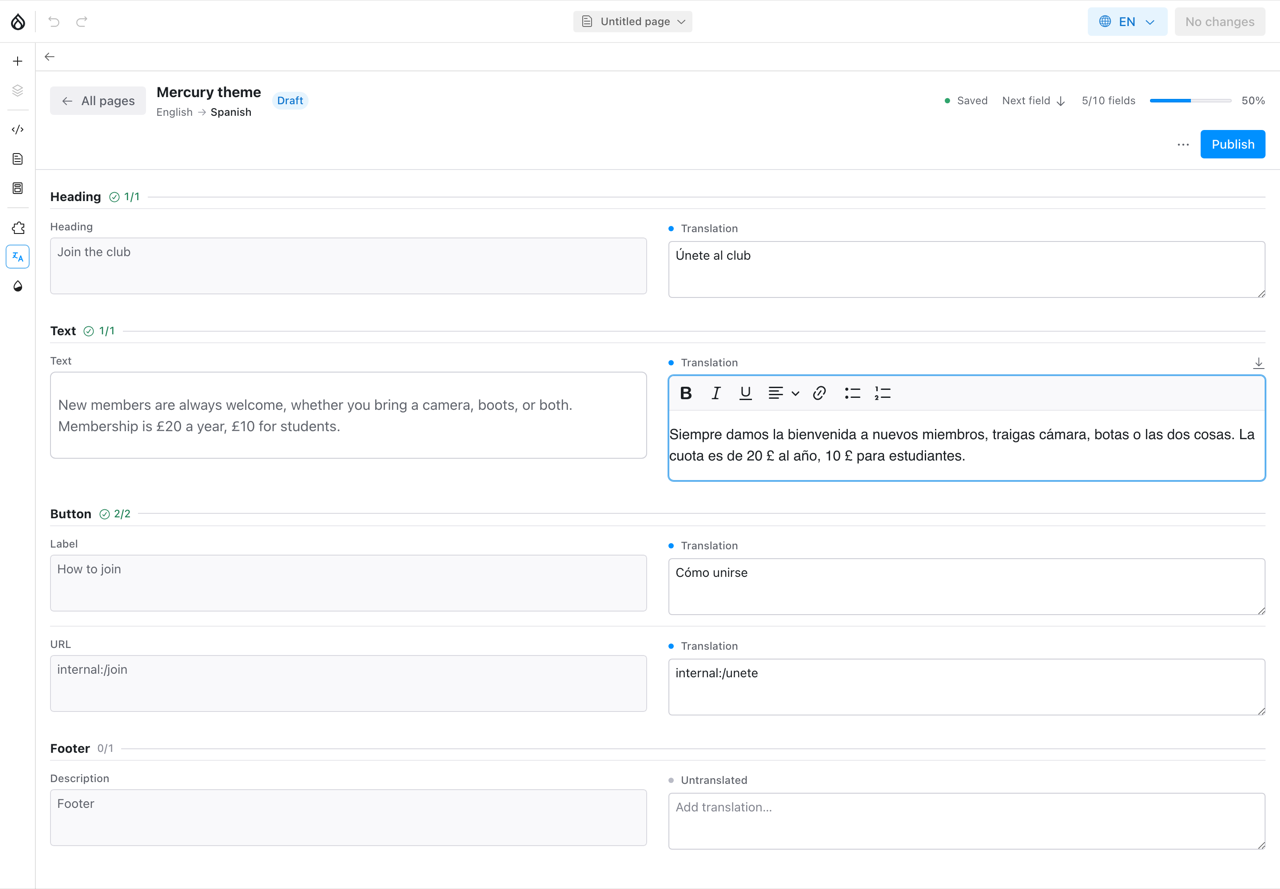 Untitled page
EN
No changes
All pages
Mercury theme
English → Spanish
Draft
Saved
Next field
5/10 fields
50%
Publish
Heading 1/1
Heading
Join the club
Translation
Únete al club
Text 1/1
Text
New members are always welcome, whether you bring a camera, boots, or both.
Membership is £20 a year, £10 for students.
Translation
B I U
Siempre damos la bienvenida a nuevos miembros, traigas cámara, botas o las dos cosas. La
cuota es de 20 £ al año, 10 £ para estudiantes.
Button 2/2
Label
How to join
Translation
Cómo unirse
URL
internal:/join
Translation
internal:/unete
Footer 0/1
Description
Footer
Untranslated
Add translation...